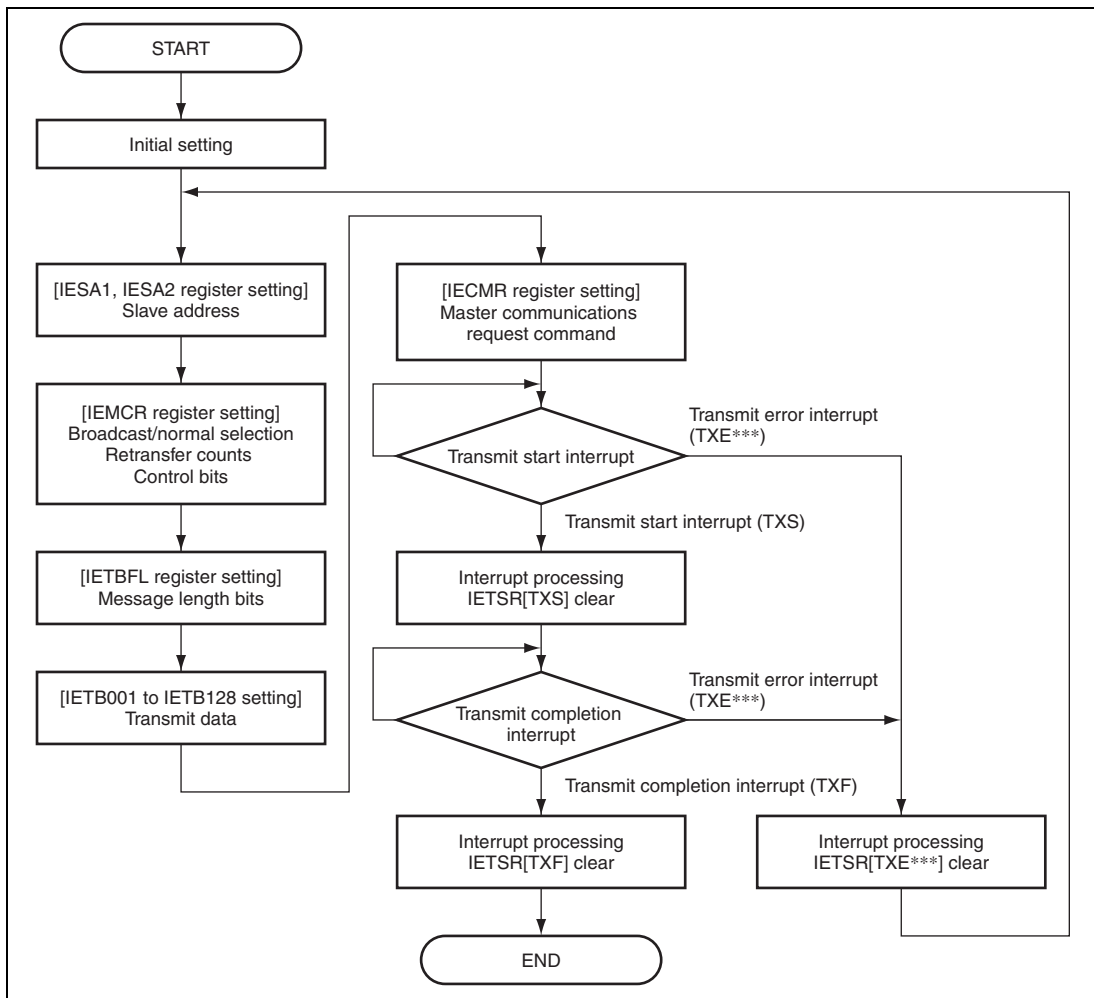 START
Initial setting
[IESA1, IESA2 register setting]
Slave address
[IEMCR register setting]
Broadcast/normal selection
Retransfer counts
Control bits
[IETBFL register setting]
Message length bits
[IETB001 to IETB128 setting]
Transmit data
[IECMR register setting]
Master communications
request command
Transmit start interrupt
Transmit error interrupt
(TXE***)
Transmit start interrupt (TXS)
Interrupt processing
IETSR[TXS] clear
Transmit completion
interrupt
Transmit error interrupt
(TXE***)
Transmit completion interrupt (TXF)
Interrupt processing
IETSR[TXF] clear
Interrupt processing
IETSR[TXE***] clear
END